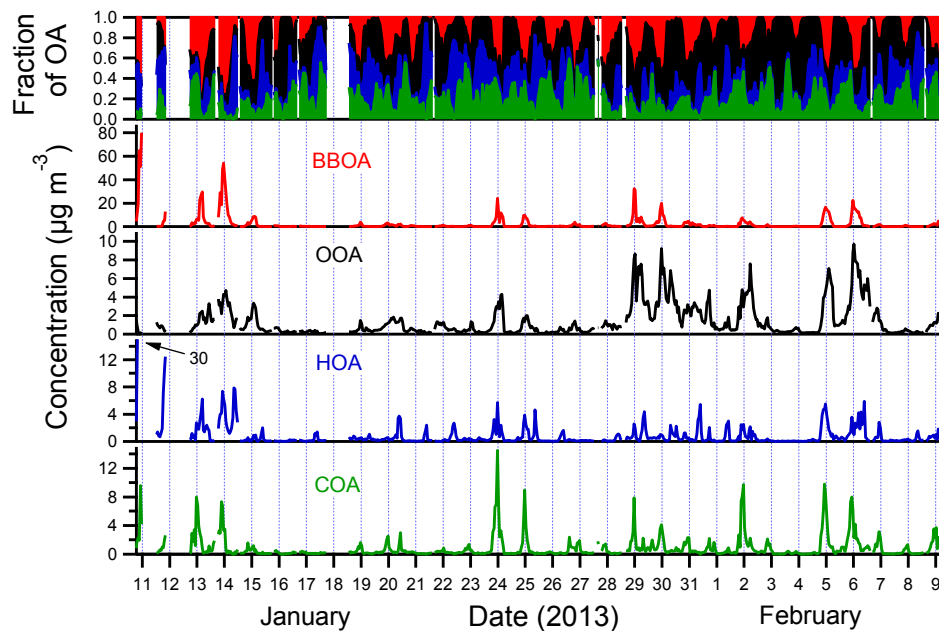 Fraction
of OA
1.0
0.8
0.6
0.4
0.2
0.0
Concentration (µg m⁻³)
80
60
40
20
0
BBOA
10
8
6
4
2
0
OOA
12
8
4
0
30
HOA
12
8
4
0
COA
11 12 13 14 15 16 17 18 19 20 21 22 23 24 25 26 27 28 29 30 31 1 2 3 4 5 6 7 8 9
January Date (2013) February